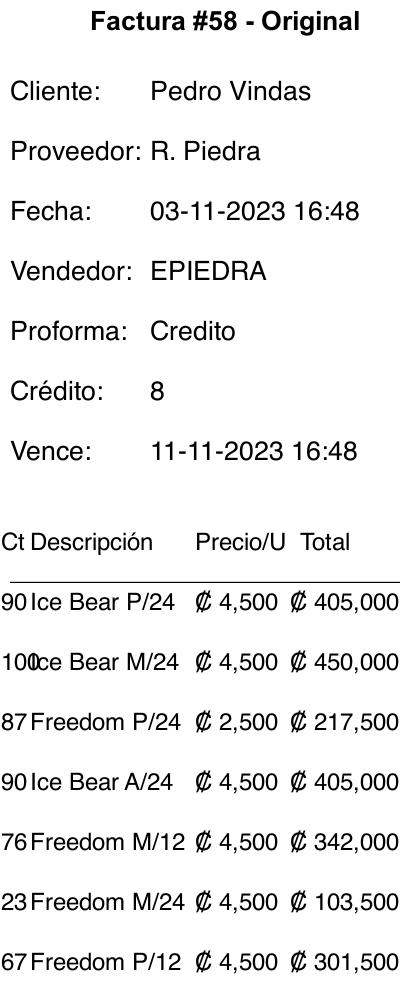 Factura #58 - Original
Cliente: Pedro Vindas
Proveedor: R. Piedra
Fecha: 03-11-2023 16:48
Vendedor: EPIEDRA
Proforma: Credito
Crédito: 8
Vence: 11-11-2023 16:48
Ct Descripción Precio/U Total
90 Ice Bear P/24 ₡ 4,500 ₡ 405,000
100 Ice Bear M/24 ₡ 4,500 ₡ 450,000
87 Freedom P/24 ₡ 2,500 ₡ 217,500
90 Ice Bear A/24 ₡ 4,500 ₡ 405,000
76 Freedom M/12 ₡ 4,500 ₡ 342,000
23 Freedom M/24 ₡ 4,500 ₡ 103,500
67 Freedom P/12 ₡ 4,500 ₡ 301,500